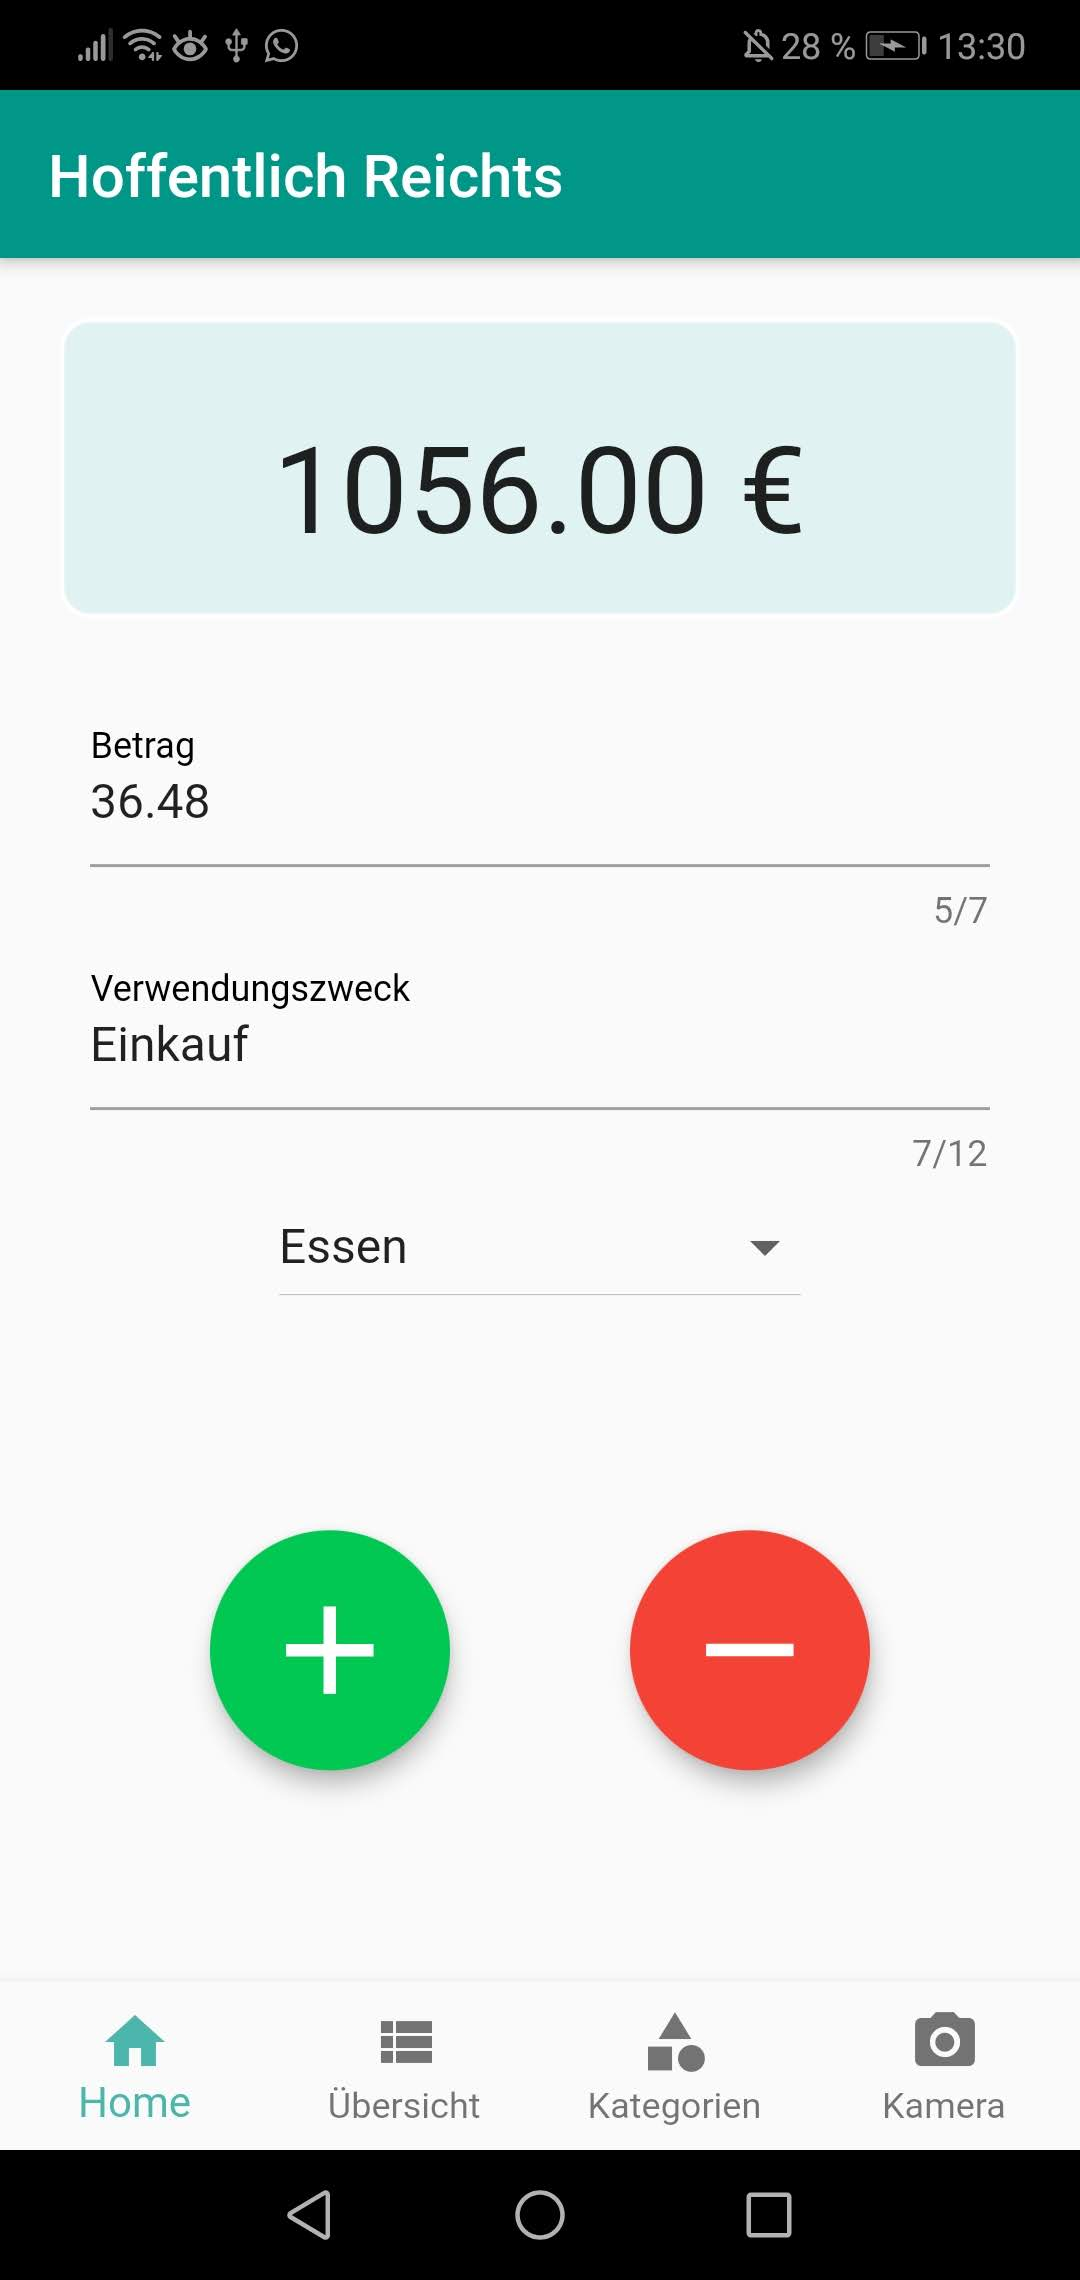 28 % 13:30
Hoffentlich Reichts
1056.00 €
Betrag
36.48
5/7
Verwendungszweck
Einkauf
7/12
Essen
Home Übersicht Kategorien Kamera